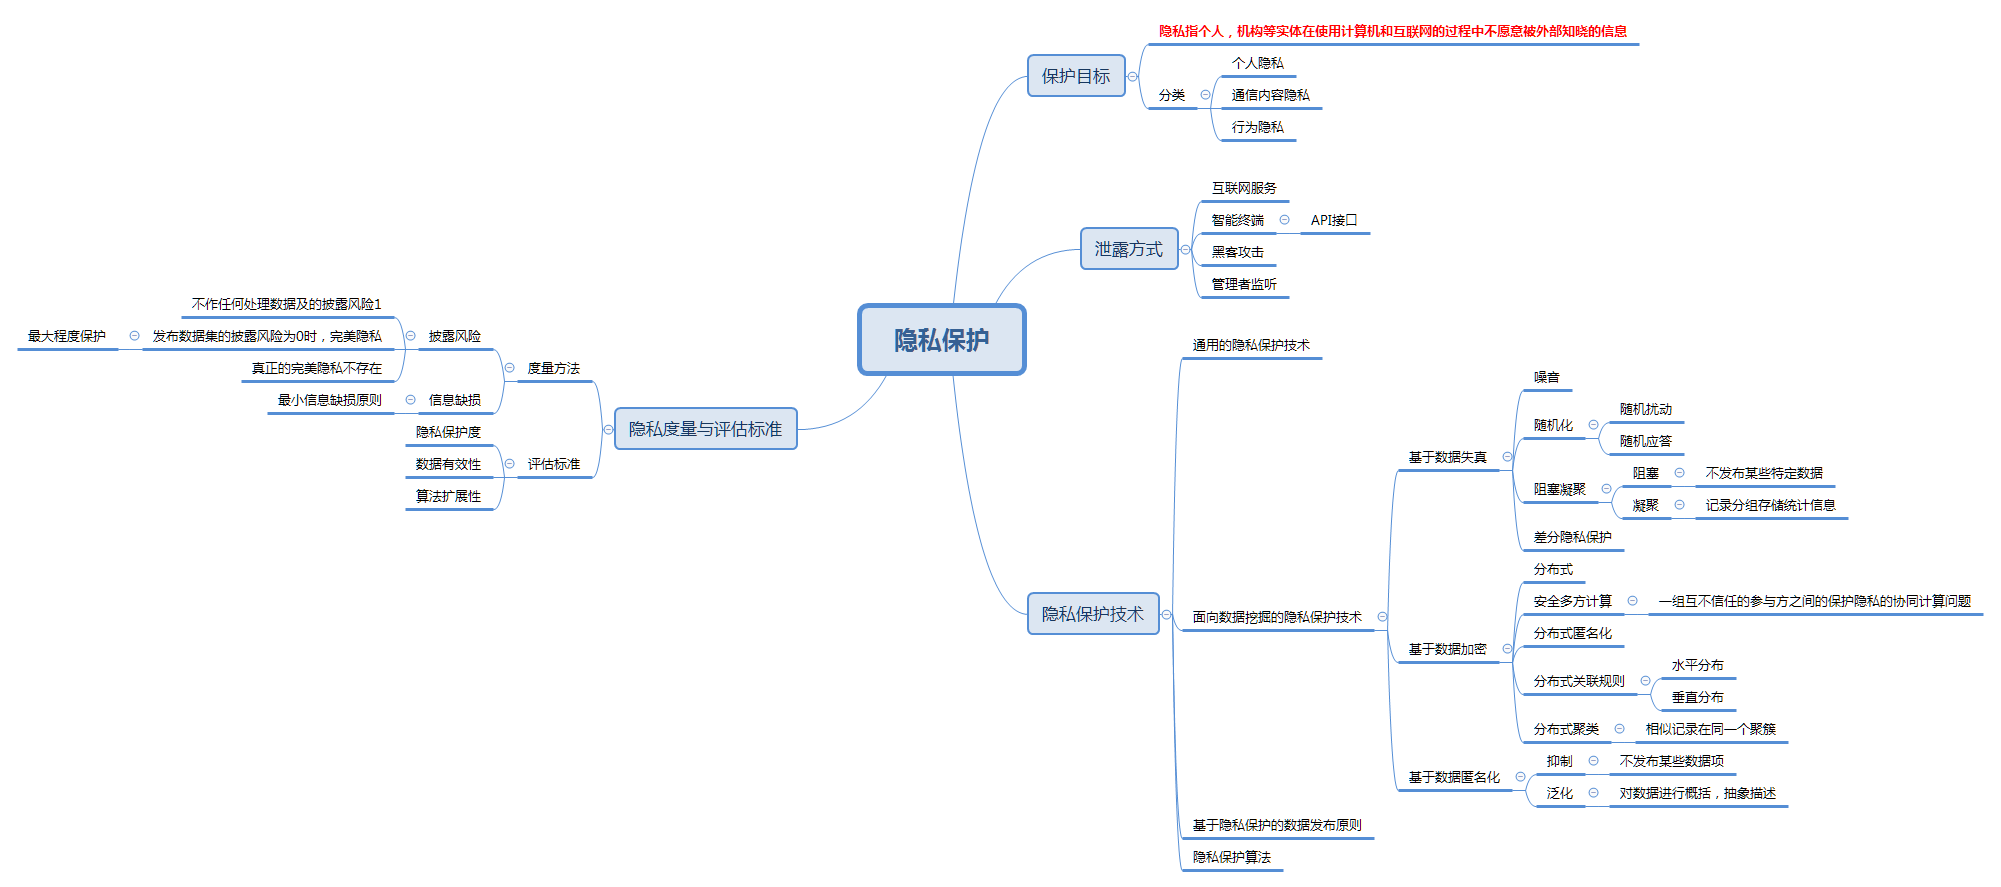 隐私保护
保护目标
隐私指个人，机构等实体在使用计算机和互联网的过程中不愿意被外部知晓的信息
分类
个人隐私
通信内容隐私
行为隐私
泄露方式
互联网服务
智能终端
API接口
黑客攻击
管理者监听
隐私保护技术
通用的隐私保护技术
面向数据挖掘的隐私保护技术
基于数据失真
噪音
随机化
随机扰动
随机应答
阻塞凝聚
阻塞
不发布某些特定数据
凝聚
记录分组存储统计信息
差分隐私保护
基于数据加密
分布式
安全多方计算
一组互不信任的参与方之间的保护隐私的协同计算问题
分布式匿名化
分布式关联规则
水平分布
垂直分布
分布式聚类
相似记录在同一个聚簇
基于数据匿名化
抑制
不发布某些数据项
泛化
对数据进行概括，抽象描述
基于隐私保护的数据发布原则
隐私保护算法
隐私度量与评估标准
度量方法
披露风险
不作任何处理数据及的披露风险1
发布数据集的披露风险为0时，完美隐私
最大程度保护
真正的完美隐私不存在
信息缺损
最小信息缺损原则
评估标准
隐私保护度
数据有效性
算法扩展性